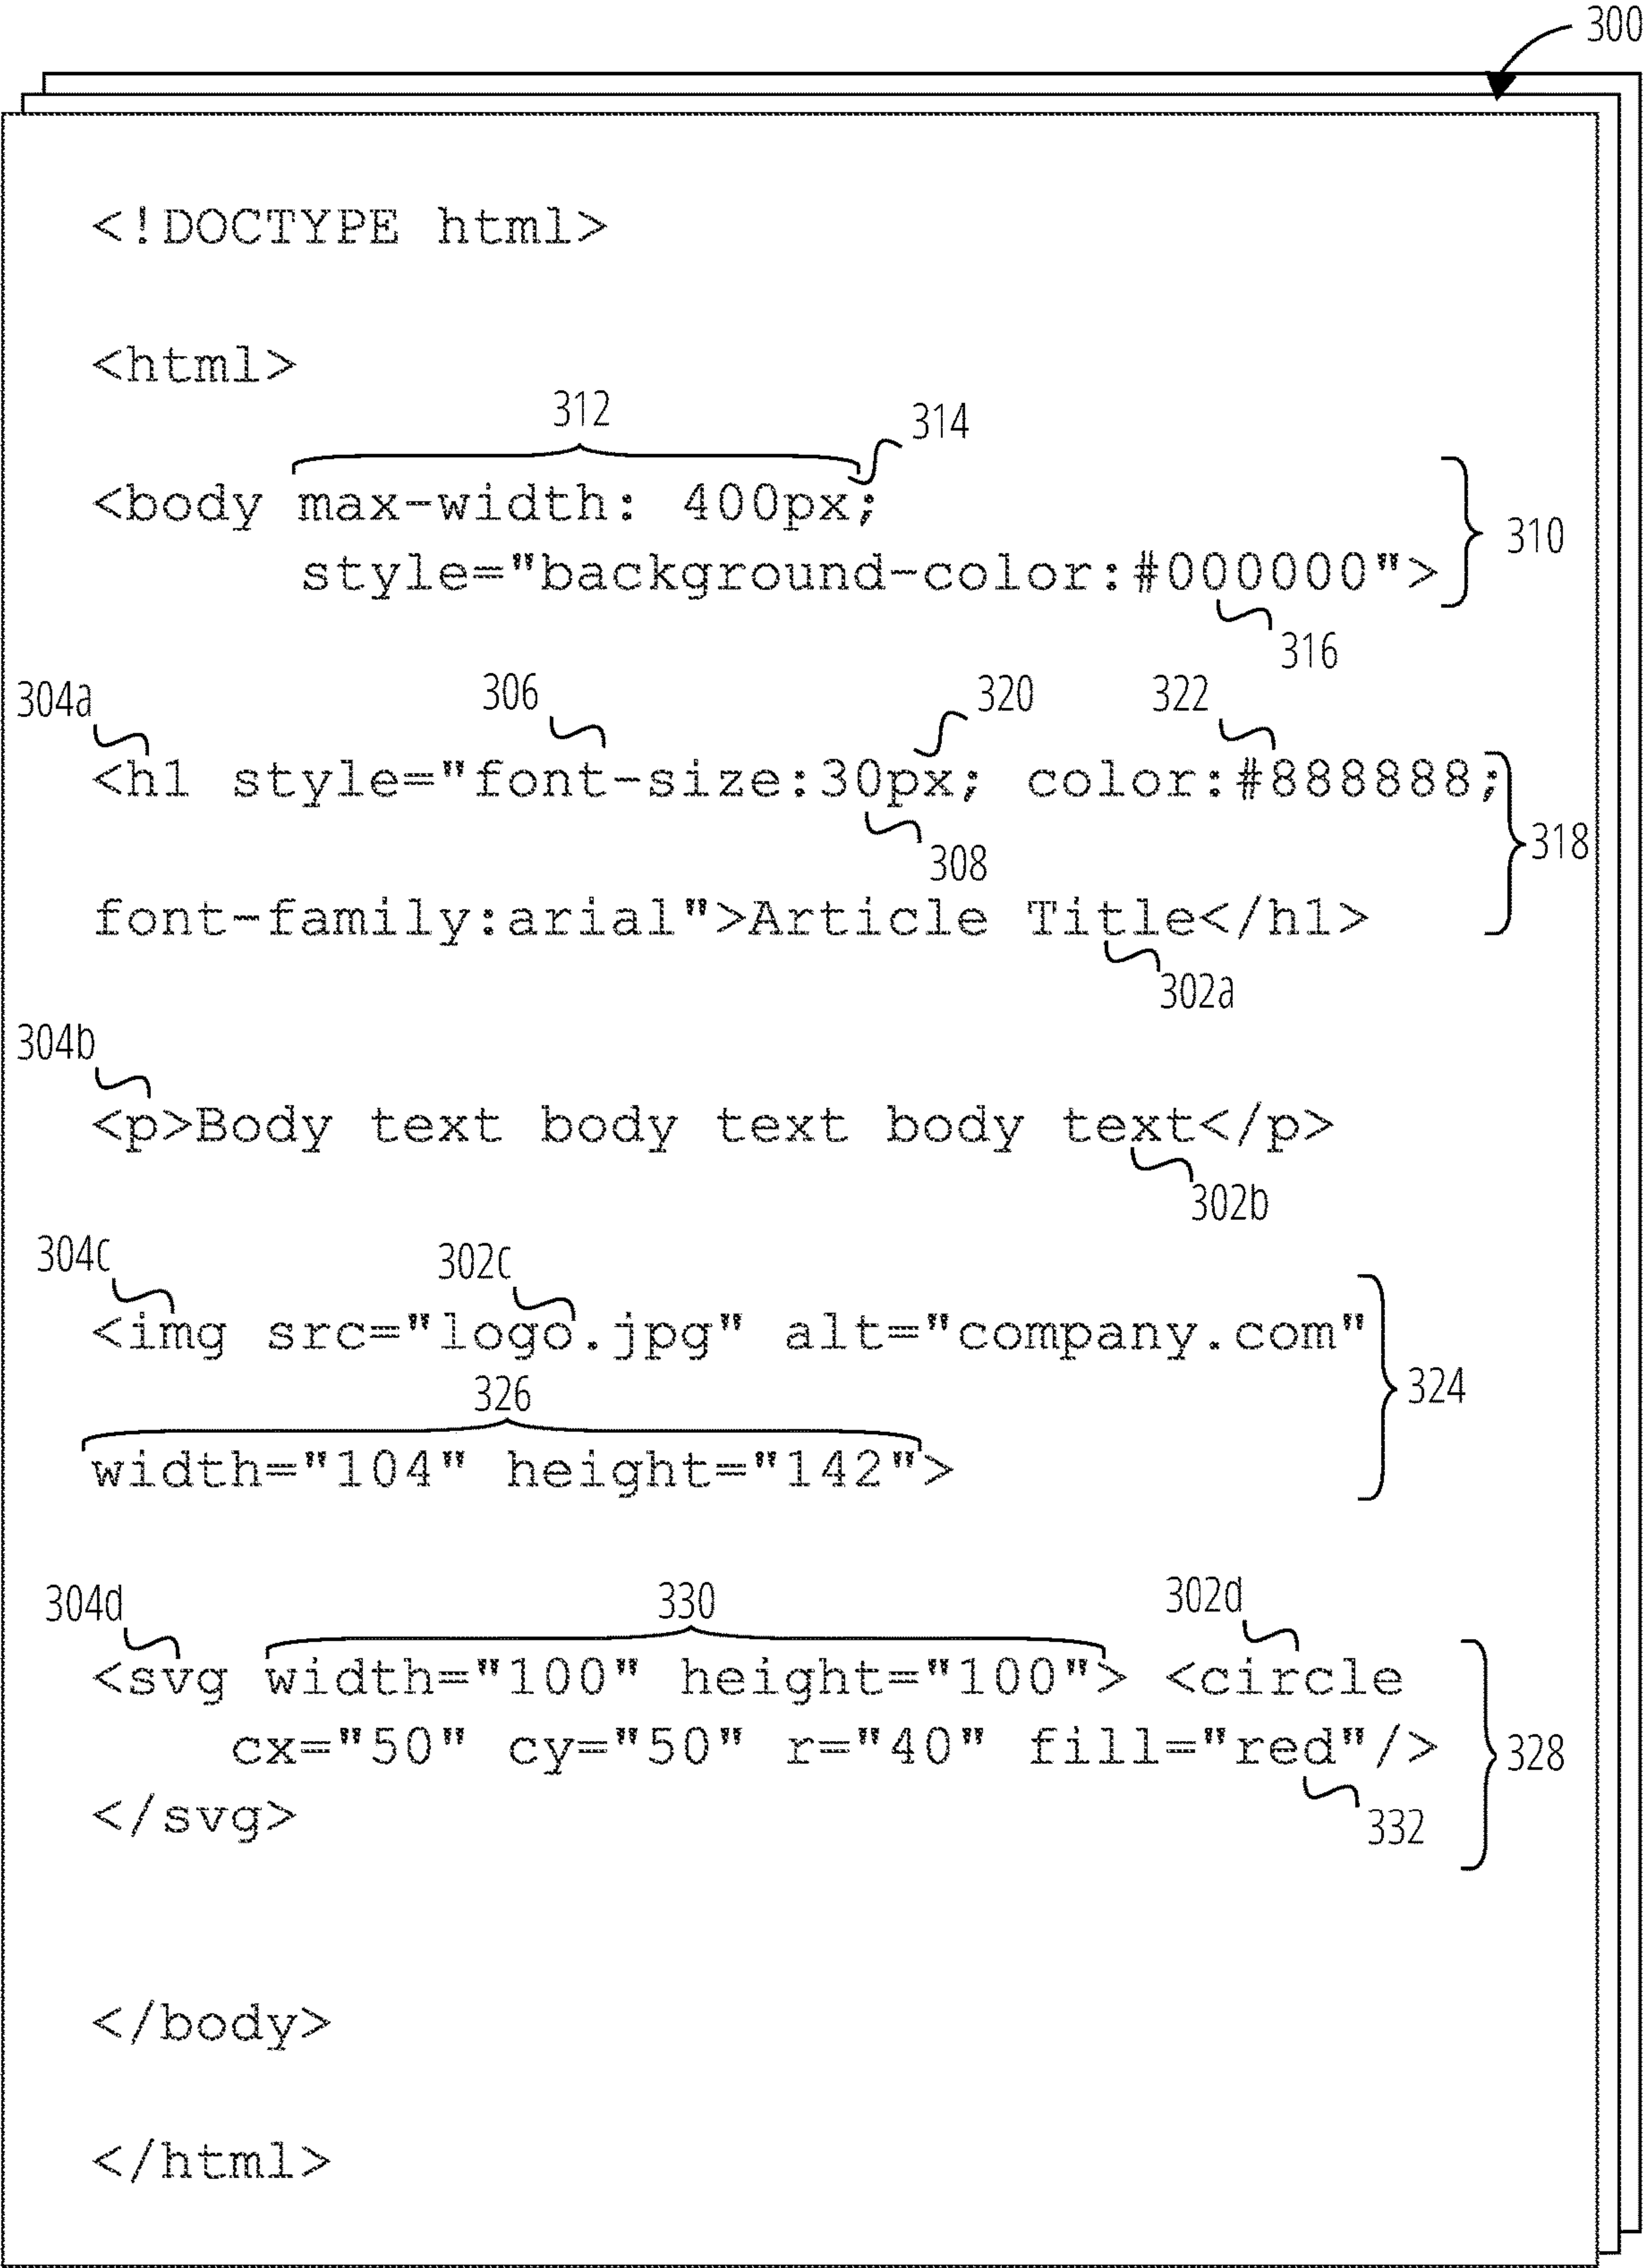 300
<!DOCTYPE html>
<html>
312
314
<body max-width: 400px;
310
style="background-color:#000000">
316
304a
306
320
322
<h1 style="font-size:30px; color:#888888;
318
308
font-family:arial">Article Title</h1>
302a
304b
<p>Body text body text body text</p>
302b
304c
302c
<img src="logo.jpg" alt="company.com"
326
324
width="104" height="142">
304d
330
302d
<svg width="100" height="100"> <circle
cx="50" cy="50" r="40" fill="red"/>
328
</svg>
332
</body>
</html>